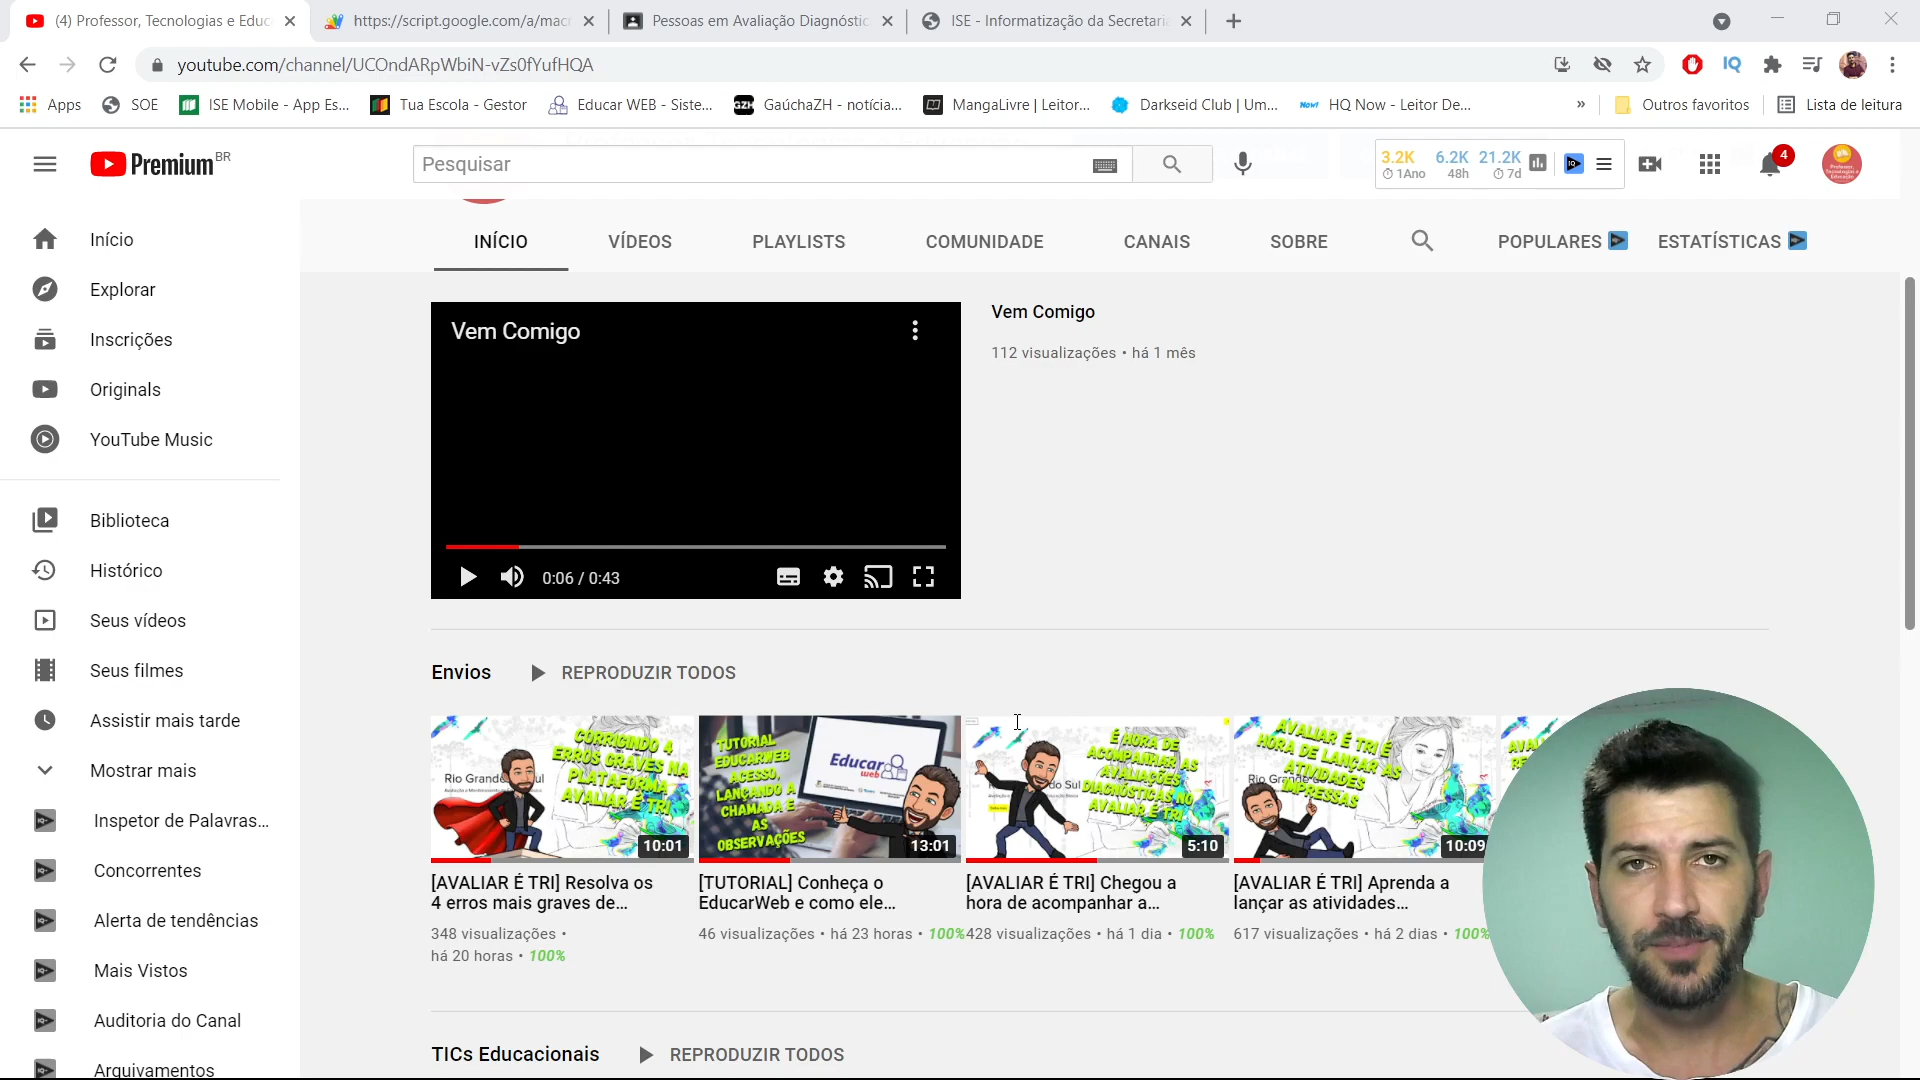 (4) Professor, Tecnologias e Educ
https://script.google.com/a/macr
Pessoas em Avaliação Diagnóstic
ISE - Informatização da Secretaria
youtube.com/channel/UCOndARpWbiN-vZs0fYufHQA
Apps
SOE
ISE Mobile - App Es...
Tua Escola - Gestor
Educar WEB - Siste...
GaúchaZH - notícia...
MangaLivre | Leitor...
Darkseid Club | Um...
HQ Now - Leitor De...
»
Outros favoritos
Lista de leitura
Premium BR
Pesquisar
3.2K 6.2K 21.2K
1Ano 48h 7d
4
INÍCIO
VÍDEOS
PLAYLISTS
COMUNIDADE
CANAIS
SOBRE
POPULARES
ESTATÍSTICAS
Início
Explorar
Inscrições
Originals
YouTube Music
Biblioteca
Histórico
Seus vídeos
Seus filmes
Assistir mais tarde
Mostrar mais
Inspetor de Palavras...
Concorrentes
Alerta de tendências
Mais Vistos
Auditoria do Canal
Arquivamentos
Vem Comigo
0:06 / 0:43
Vem Comigo
112 visualizações • há 1 mês
Envios
REPRODUZIR TODOS
CORRIGINDO 4
ERROS GRAVES NA
PLATAFORMA
AVALIAR É TRI
10:01
[AVALIAR É TRI] Resolva os
4 erros mais graves de...
348 visualizações •
há 20 horas • 100%
TUTORIAL
EDUCARWEB
ACESSO,
LANÇANDO A
CHAMADA E
AS
OBSERVAÇÕES
Educar
web
13:01
[TUTORIAL] Conheça o
EducarWeb e como ele...
46 visualizações • há 23 horas • 100%
É HORA DE
ACOMPANHAR AS
AVALIAÇÕES
DIAGNÓSTICAS NO
AVALIAR É TRI
5:10
[AVALIAR É TRI] Chegou a
hora de acompanhar a...
428 visualizações • há 1 dia • 100%
AVALIAR É TRI É
HORA DE LANÇAR AS
ATIVIDADES
IMPRESSAS
10:09
[AVALIAR É TRI] Aprenda a
lançar as atividades...
617 visualizações • há 2 dias • 100%
TICs Educacionais
REPRODUZIR TODOS